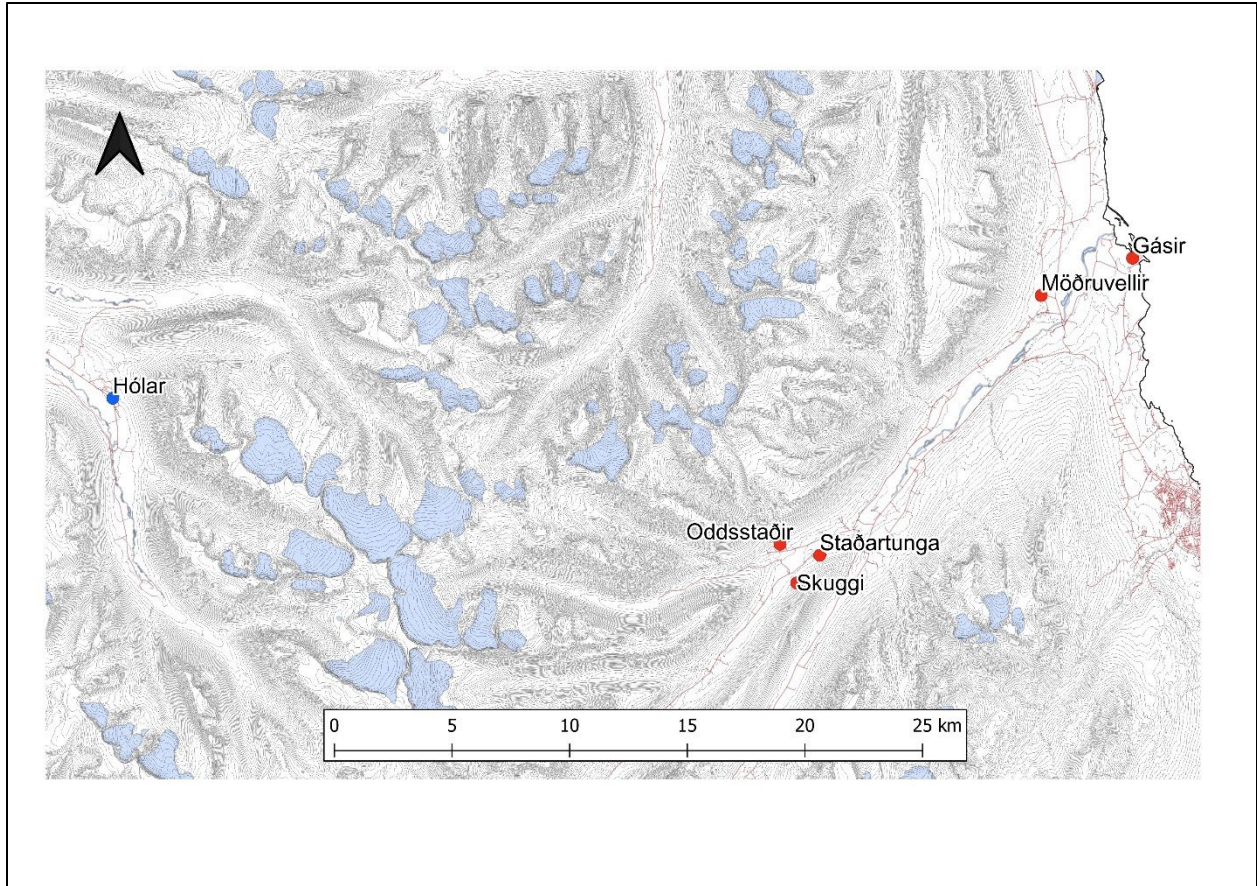 Gásir
Möðruvellir
Hólar
Oddsstaðir
Staðartunga
Skuggi
0 5 10 15 20 25 km